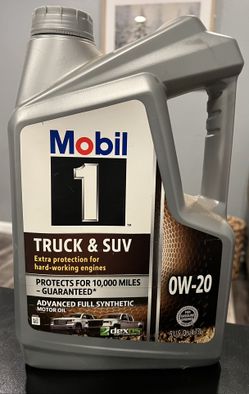 Mobil
1
TRUCK & SUV
Extra protection for
hard-working engines
PROTECTS FOR 10,000 MILES
– GUARANTEED*
ADVANCED FULL SYNTHETIC
MOTOR OIL
0W-20
dexos